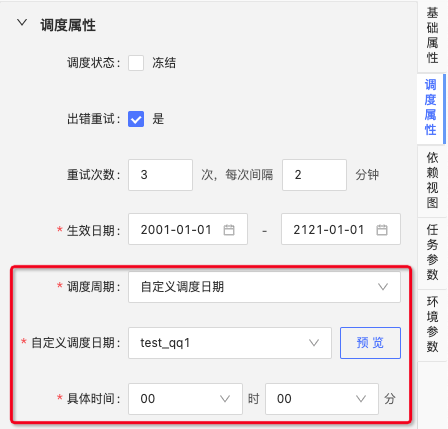 调度属性
调度状态： 冻结
出错重试： 是
重试次数： 3 次，每次间隔 2 分钟
* 生效日期： 2001-01-01 - 2121-01-01
* 调度周期： 自定义调度日期
* 自定义调度日期： test_qq1 预 览
* 具体时间： 00 时 00 分
基础属性
调度属性
依赖视图
任务参数
环境参数